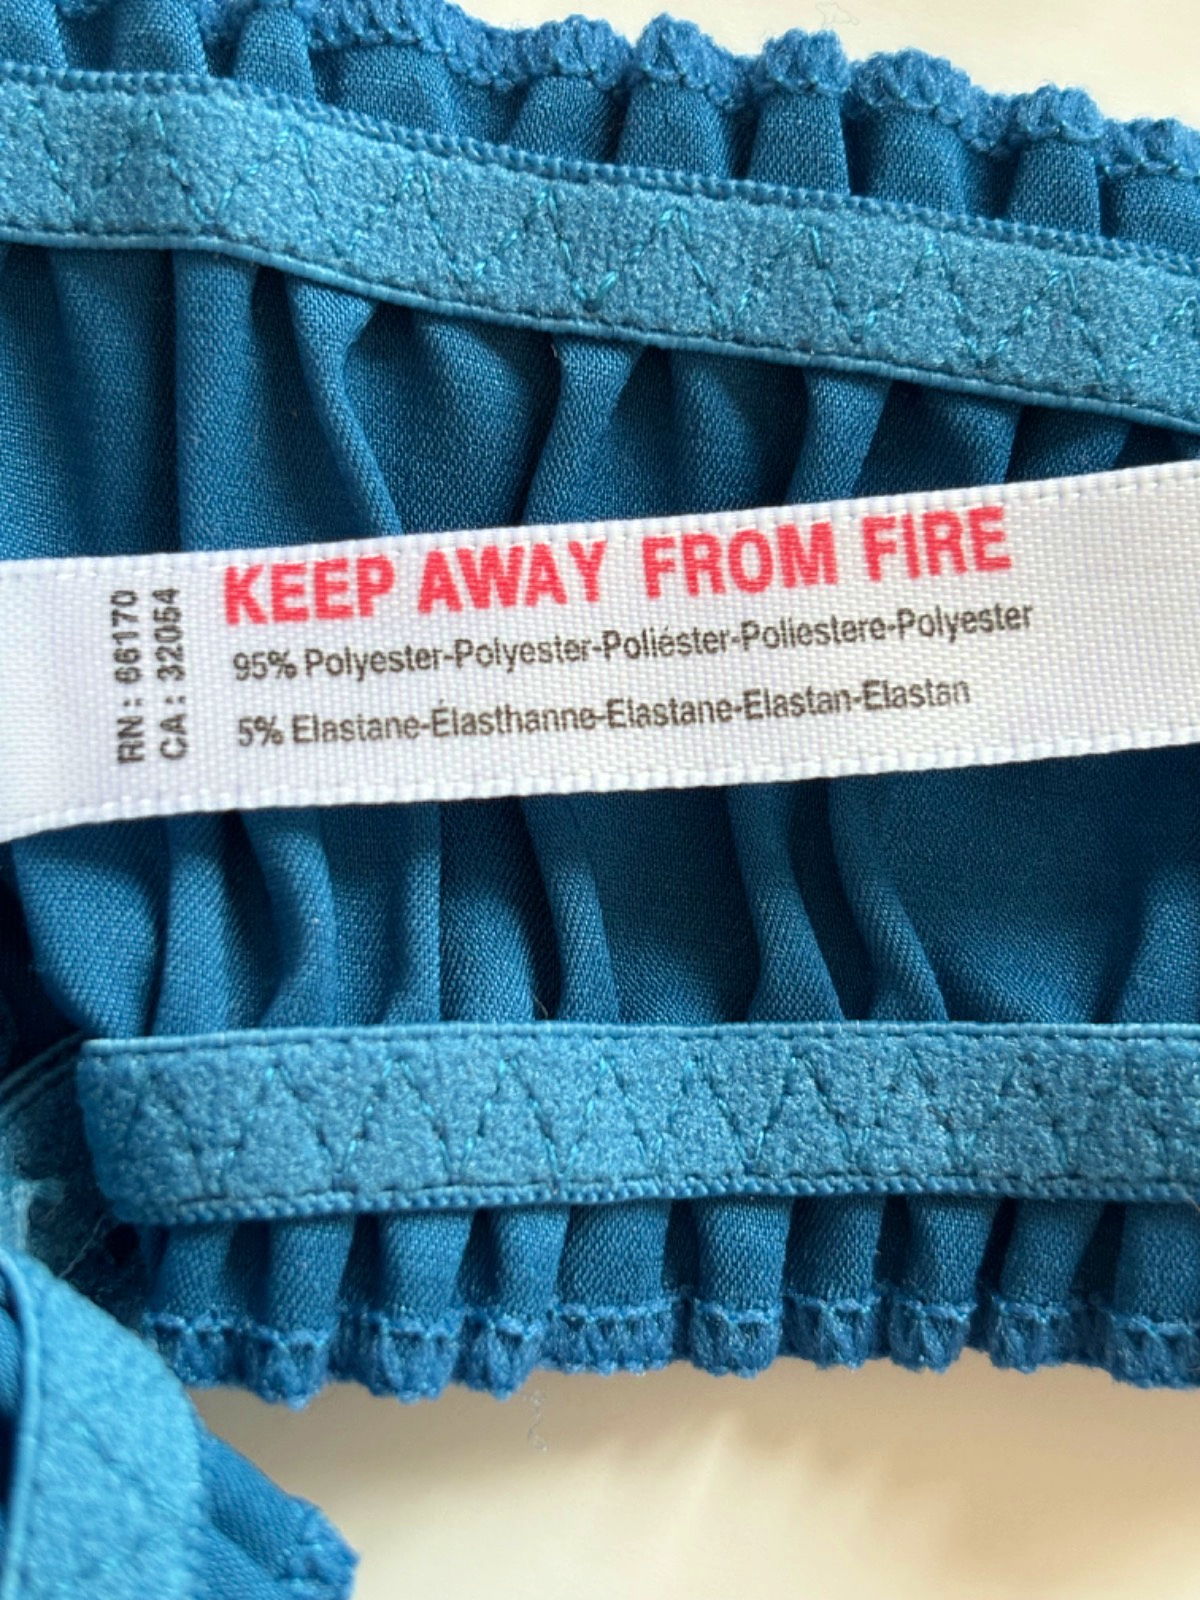 KEEP AWAY FROM FIRE
95% Polyester-Polyester-Poliéster-Poliestere-Polyester
5% Elastane-Élasthanne-Elastane-Elastan-Elastan
RN: 66170
CA: 32054